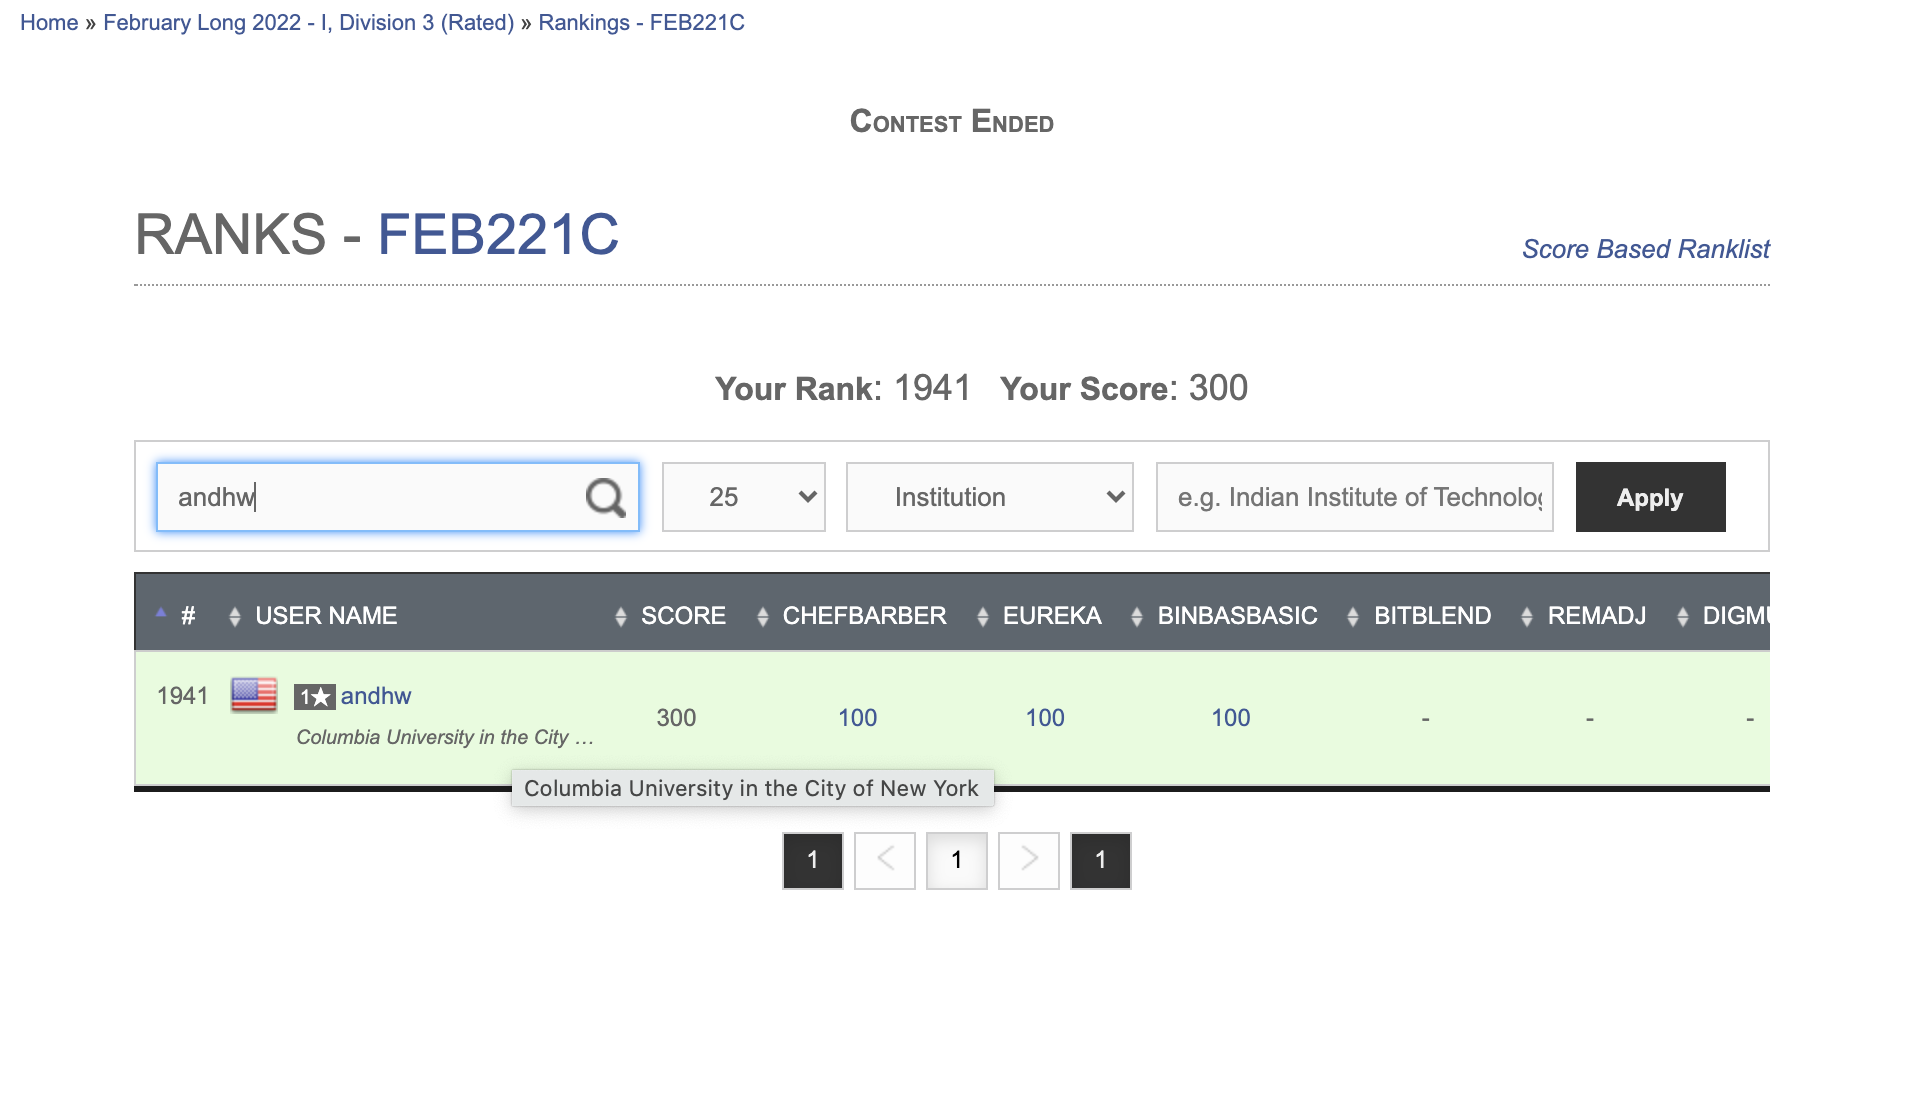 Home » February Long 2022 - I, Division 3 (Rated) » Rankings - FEB221C
Contest Ended
RANKS - FEB221C
Score Based Ranklist
Your Rank: 1941 Your Score: 300
andhw 25 Institution e.g. Indian Institute of Technolo Apply
# USER NAME SCORE CHEFBARBER EUREKA BINBASBASIC BITBLEND REMADJ DIGMU
1941 1★ andhw 300 100 100 100 - - -
Columbia University in the City …
Columbia University in the City of New York
1 < 1 > 1